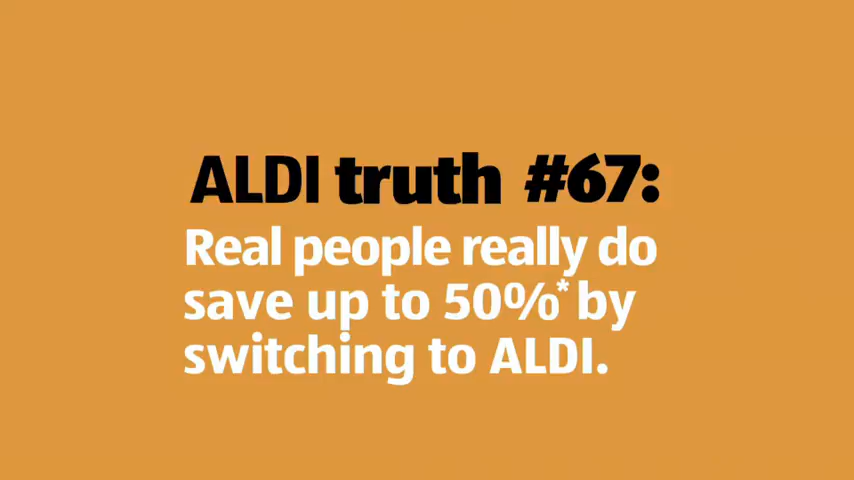 ALDI truth #67:
Real people really do
save up to 50%* by
switching to ALDI.